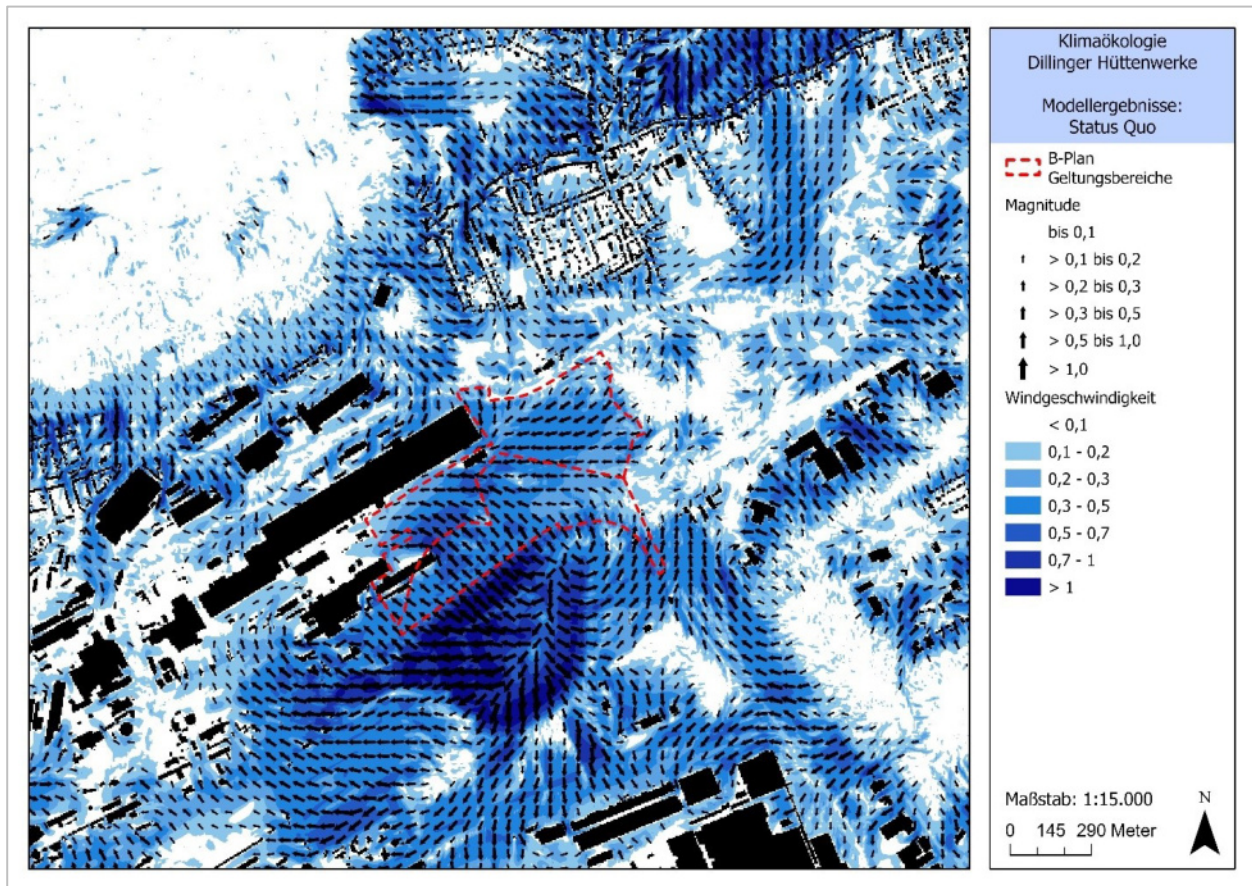 Klimaökologie
Dillinger Hüttenwerke
Modellergebnisse:
Status Quo
B-Plan
Geltungsbereiche
Magnitude
bis 0,1
> 0,1 bis 0,2
> 0,2 bis 0,3
> 0,3 bis 0,5
> 0,5 bis 1,0
> 1,0
Windgeschwindigkeit
< 0,1
0,1 - 0,2
0,2 - 0,3
0,3 - 0,5
0,5 - 0,7
0,7 - 1
> 1
Maßstab: 1:15.000
N
0 145 290 Meter